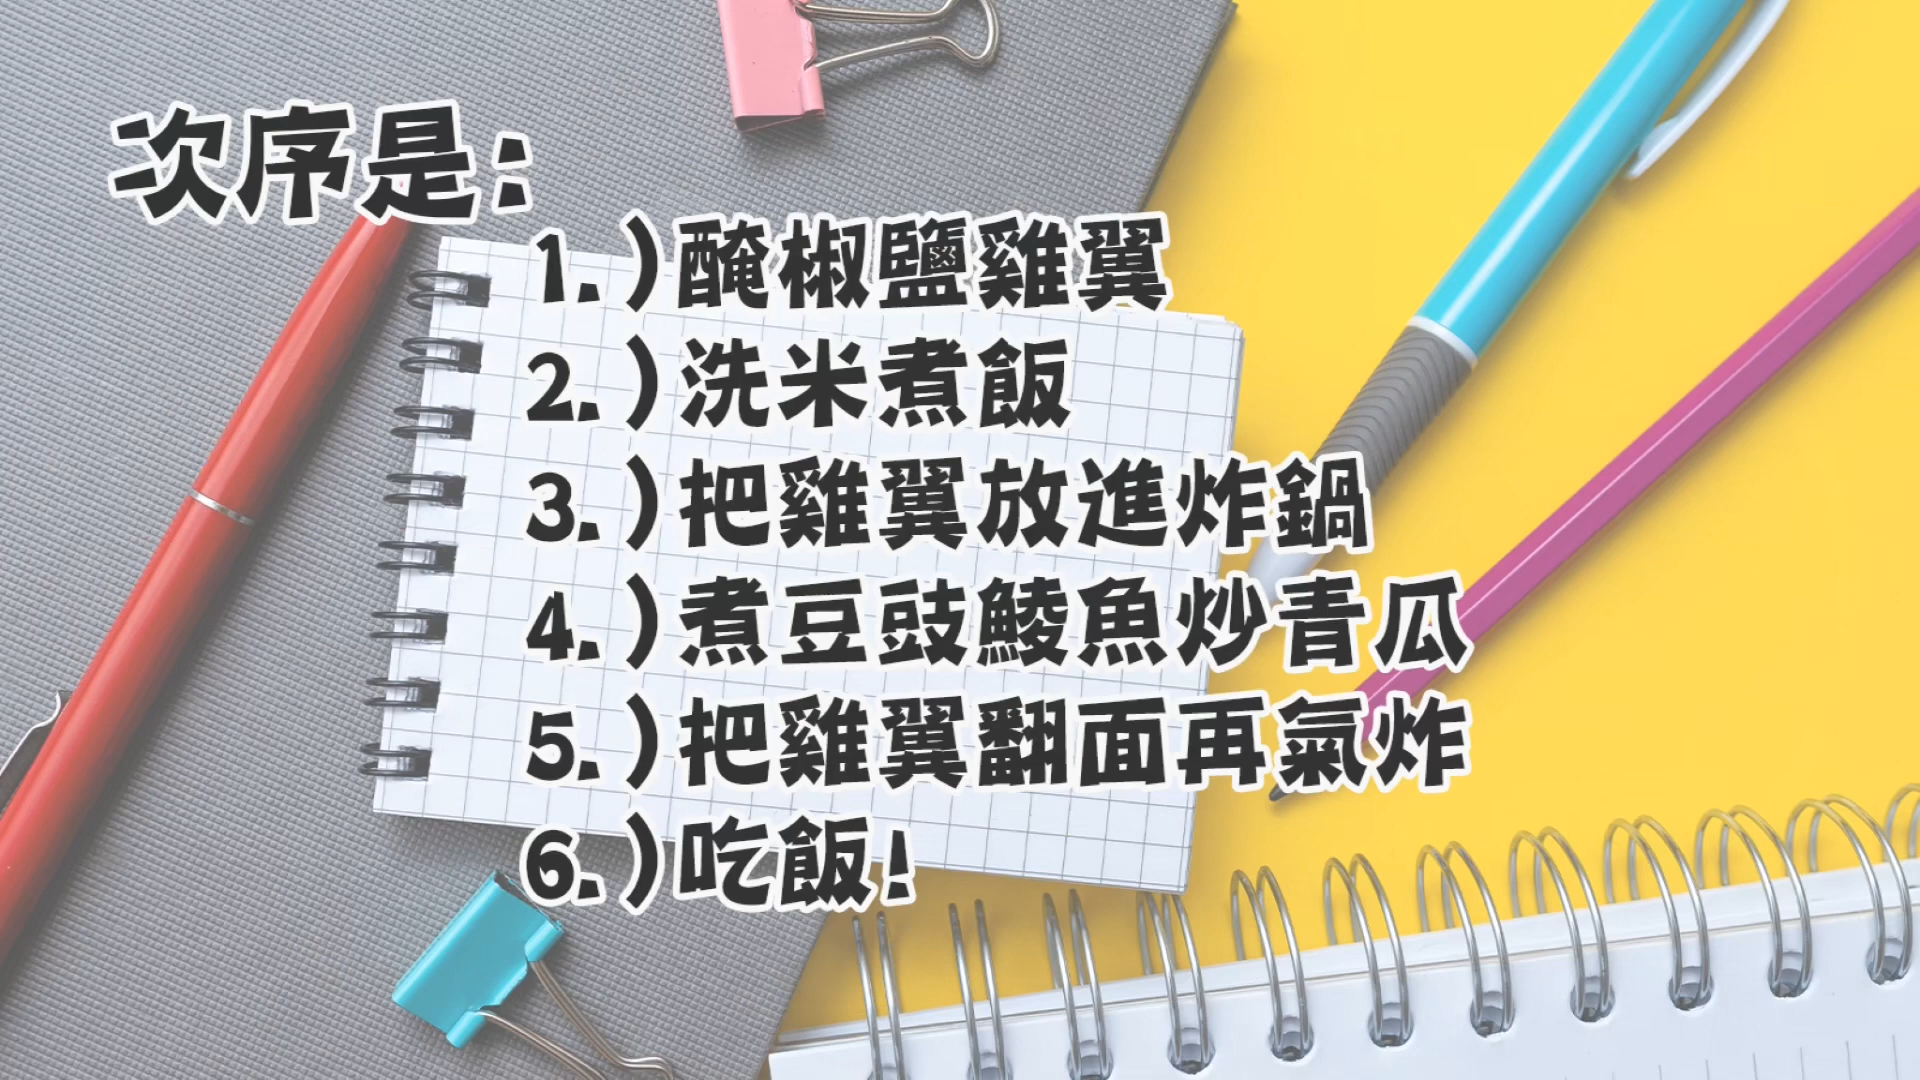 次序是:
1.)醃椒鹽雞翼
2.)洗米煮飯
3.)把雞翼放進炸鍋
4.)煮豆豉鯪魚炒青瓜
5.)把雞翼翻面再氣炸
6.)吃飯!